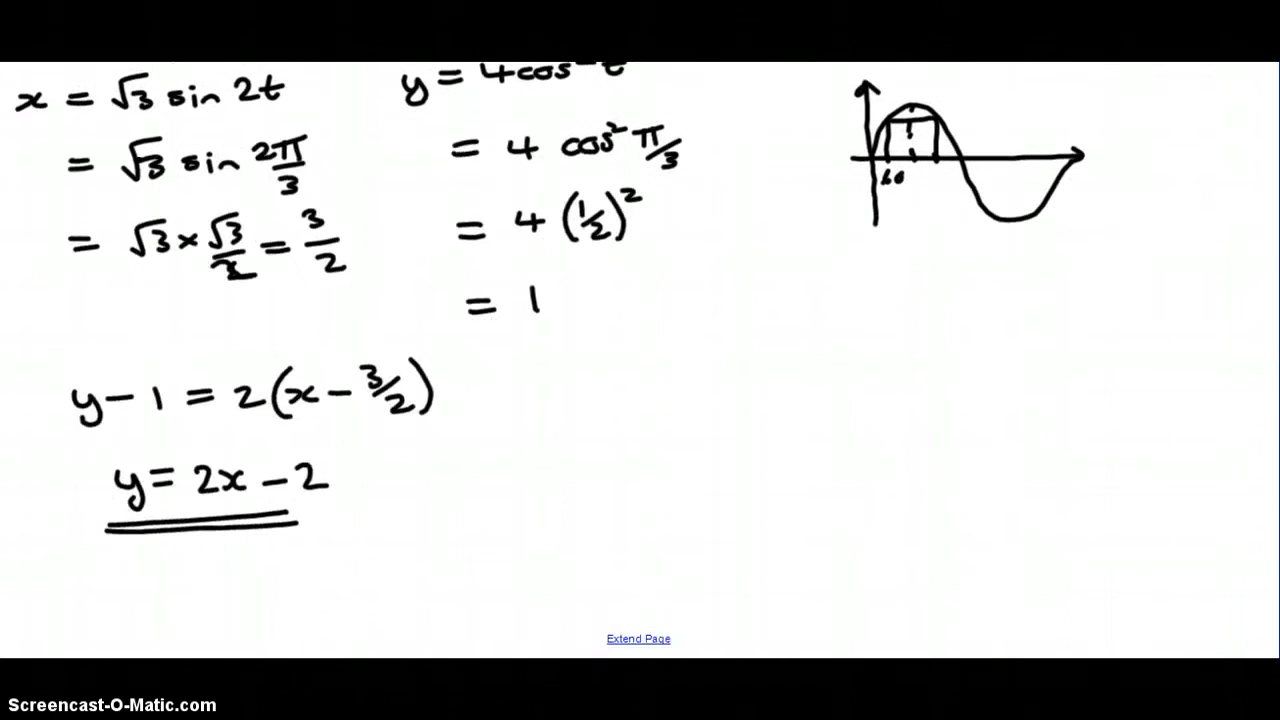 x = √3 sin 2t
= √3 sin 2π/3
= √3 × √3/2 = 3/2
y = 4cos² t
= 4 cos² π/3
= 4 (1/2)²
= 1
60
y − 1 = 2(x − 3/2)
y = 2x − 2
Extend Page
Screencast-O-Matic.com